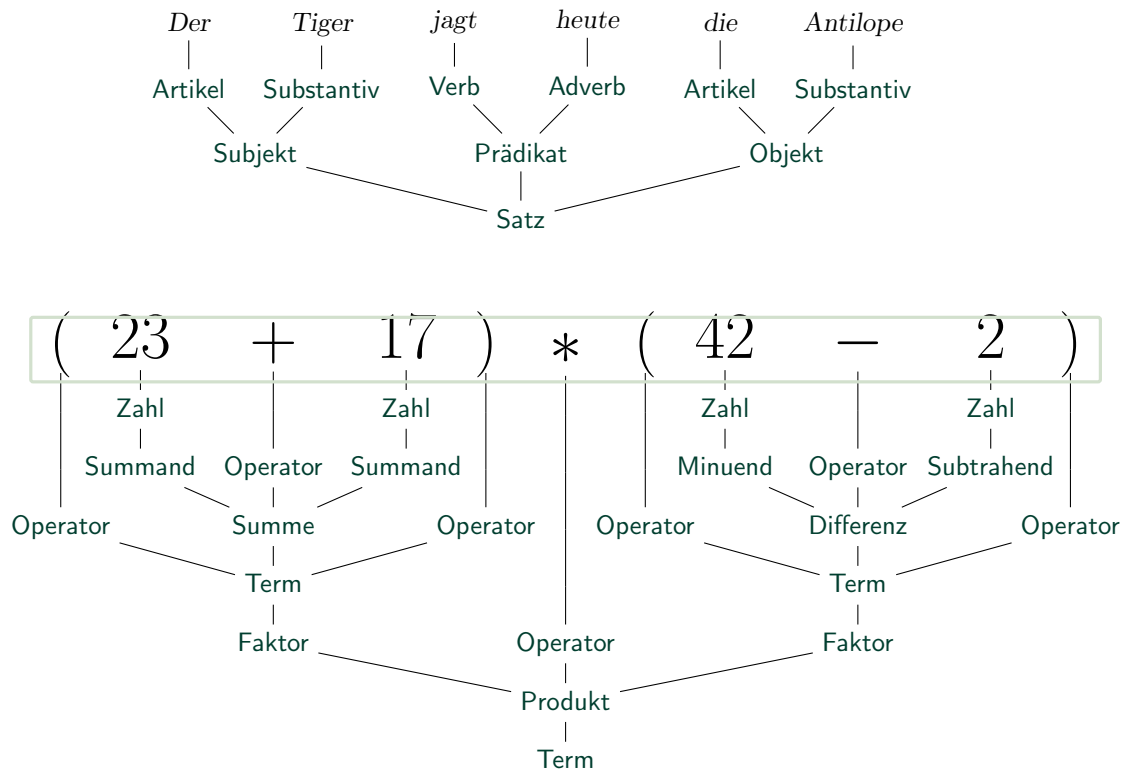 Der Tiger jagt heute die Antilope
Artikel Substantiv Verb Adverb Artikel Substantiv
Subjekt Prädikat Objekt
Satz
( 23 + 17 ) * ( 42 − 2 )
Zahl Zahl Zahl Zahl
Summand Operator Summand Minuend Operator Subtrahend
Operator Summe Operator Operator Differenz Operator
Term Term
Faktor Operator Faktor
Produkt
Term